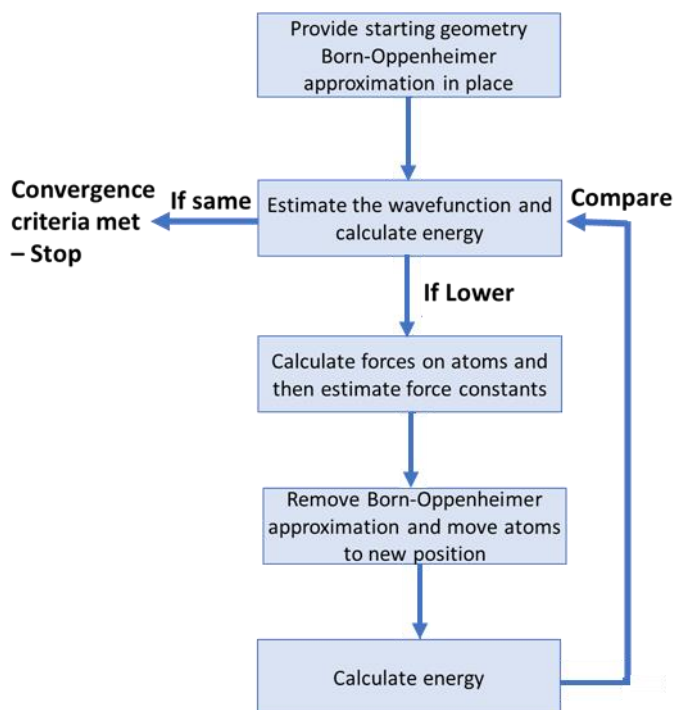 Provide starting geometry
Born-Oppenheimer
approximation in place
Convergence
criteria met
– Stop
If same
Estimate the wavefunction and
calculate energy
Compare
If Lower
Calculate forces on atoms and
then estimate force constants
Remove Born-Oppenheimer
approximation and move atoms
to new position
Calculate energy